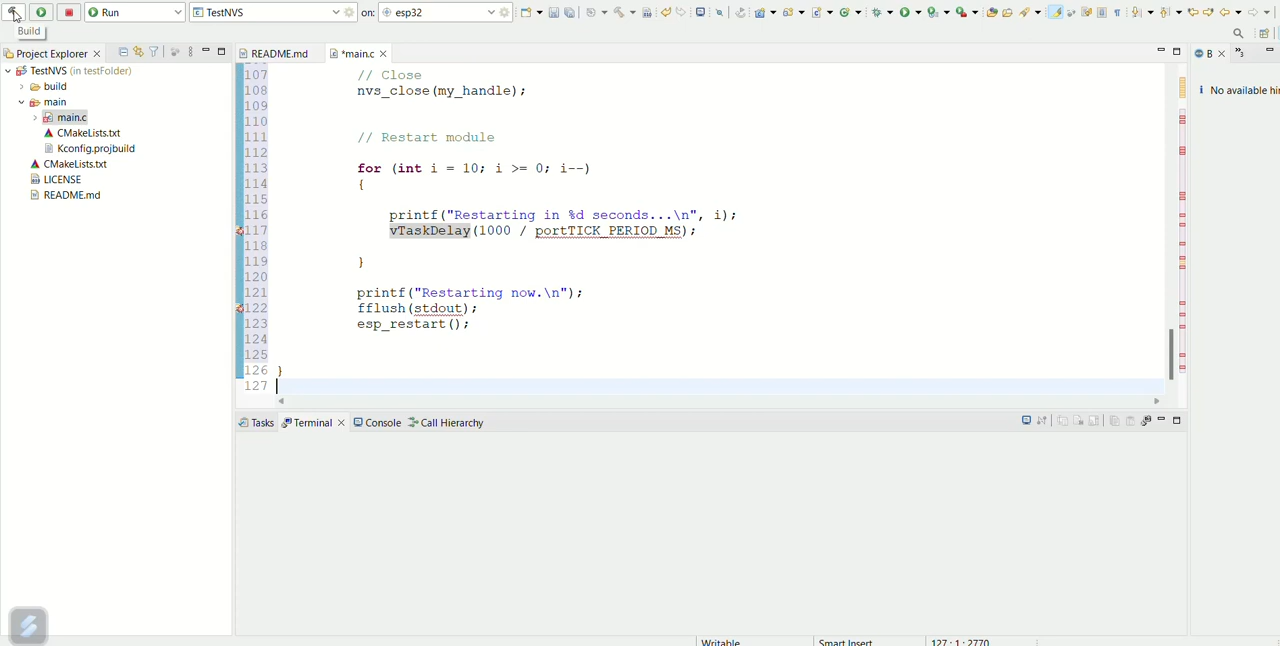 Run
TestNVS
on:
esp32
Build
Project Explorer
README.md
*main.c
B
3
TestNVS (in testFolder)
build
main
main.c
CMakeLists.txt
Kconfig.projbuild
CMakeLists.txt
LICENSE
README.md
No available hi
107 // Close
108 nvs_close(my_handle);
109
110
111 // Restart module
112
113 for (int i = 10; i >= 0; i--)
114 {
115
116 printf("Restarting in %d seconds...\n", i);
117 vTaskDelay(1000 / portTICK_PERIOD_MS);
118
119 }
120
121 printf("Restarting now.\n");
122 fflush(stdout);
123 esp_restart();
124
125
126 }
127
Tasks
Terminal
Console
Call Hierarchy
Writable
Smart Insert
127 : 1 : 2770